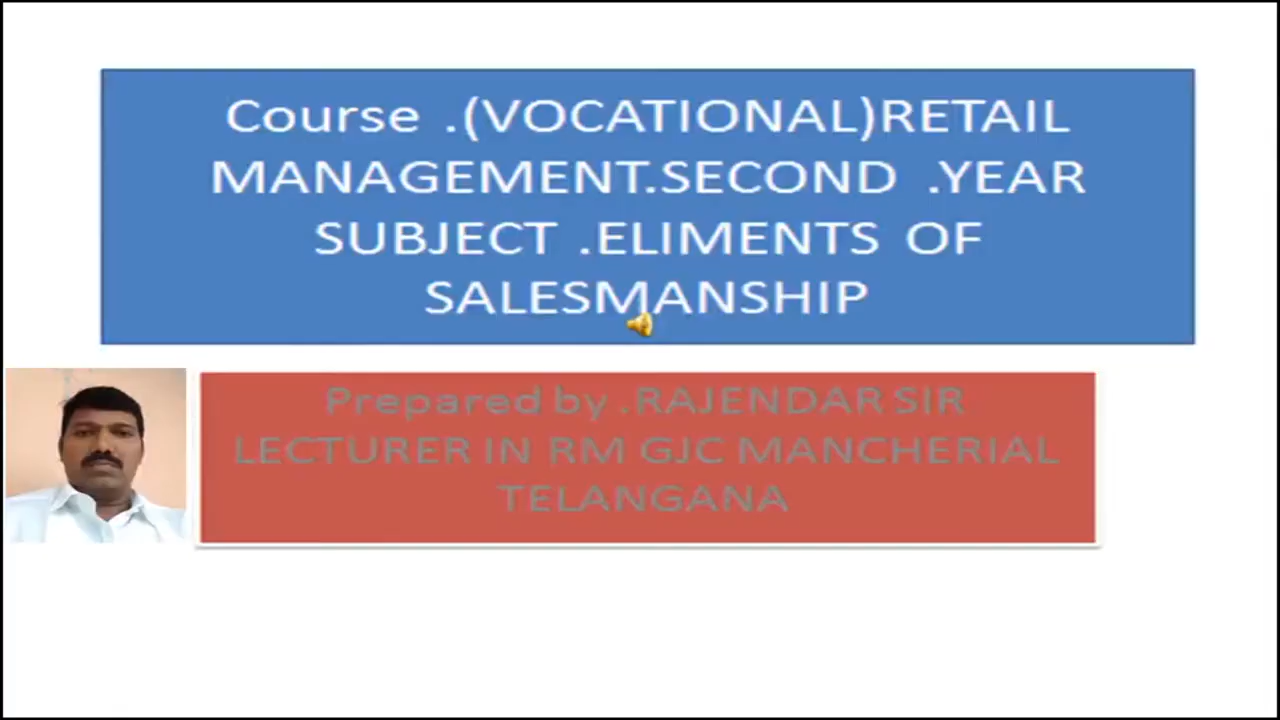 Course .(VOCATIONAL)RETAIL
MANAGEMENT.SECOND .YEAR
SUBJECT .ELIMENTS OF
SALESMANSHIP
Prepared by .RAJENDAR SIR
LECTURER IN RM GJC MANCHERIAL
TELANGANA